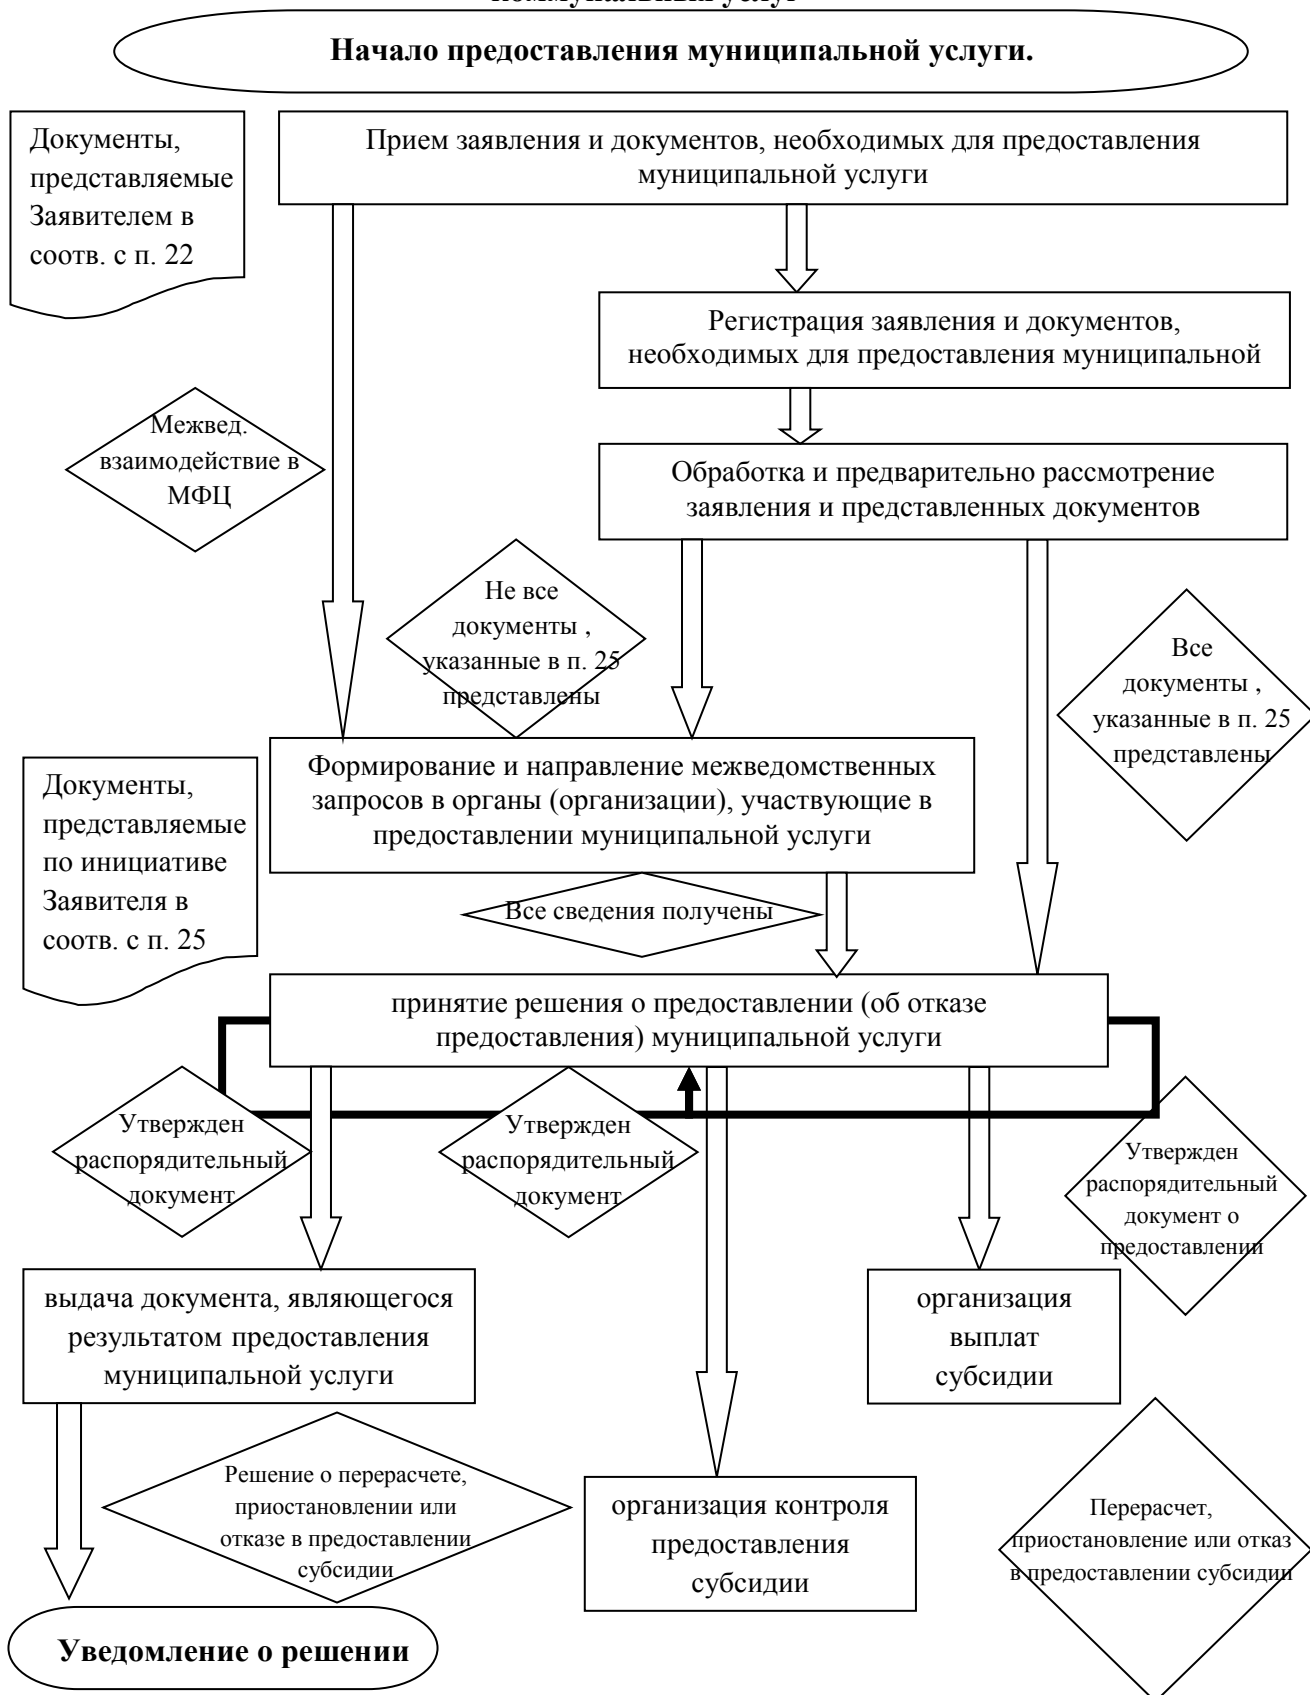 коммунальных услуг
Начало предоставления муниципальной услуги.
Документы,
представляемые
Заявителем в
соотв. с п. 22
Прием заявления и документов, необходимых для предоставления
муниципальной услуги
Регистрация заявления и документов,
необходимых для предоставления муниципальной
Межвед.
взаимодействие в
МФЦ
Обработка и предварительно рассмотрение
заявления и представленных документов
Не все
документы ,
указанные в п. 25
представлены
Все
документы ,
указанные в п. 25
представлены
Формирование и направление межведомственных
запросов в органы (организации), участвующие в
предоставлении муниципальной услуги
Документы,
представляемые
по инициативе
Заявителя в
соотв. с п. 25
Все сведения получены
принятие решения о предоставлении (об отказе
предоставления) муниципальной услуги
Утвержден
распорядительный
документ
Утвержден
распорядительный
документ
Утвержден
распорядительный
документ о
предоставлении
выдача документа, являющегося
результатом предоставления
муниципальной услуги
организация
выплат
субсидии
Решение о перерасчете,
приостановлении или
отказе в предоставлении
субсидии
организация контроля
предоставления
субсидии
Перерасчет,
приостановление или отказ
в предоставлении субсидии
Уведомление о решении